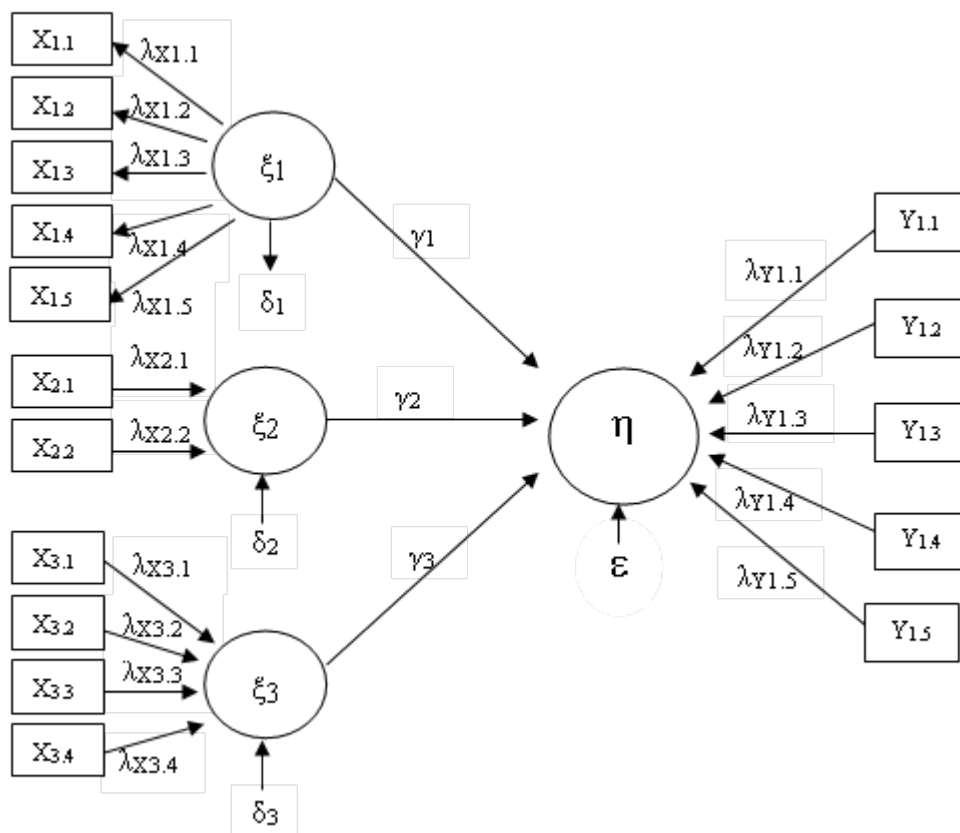 X1.1
λX1.1
X1.2
λX1.2
X1.3
λX1.3
ξ1
X1.4
λX1.4
X1.5
λX1.5
δ1
γ1
X2.1
λX2.1
X2.2
λX2.2
ξ2
γ2
δ2
X3.1
λX3.1
X3.2
λX3.2
X3.3
λX3.3
ξ3
X3.4
λX3.4
δ3
γ3
η
ε
Y1.1
λY1.1
Y1.2
λY1.2
Y1.3
λY1.3
Y1.4
λY1.4
Y1.5
λY1.5